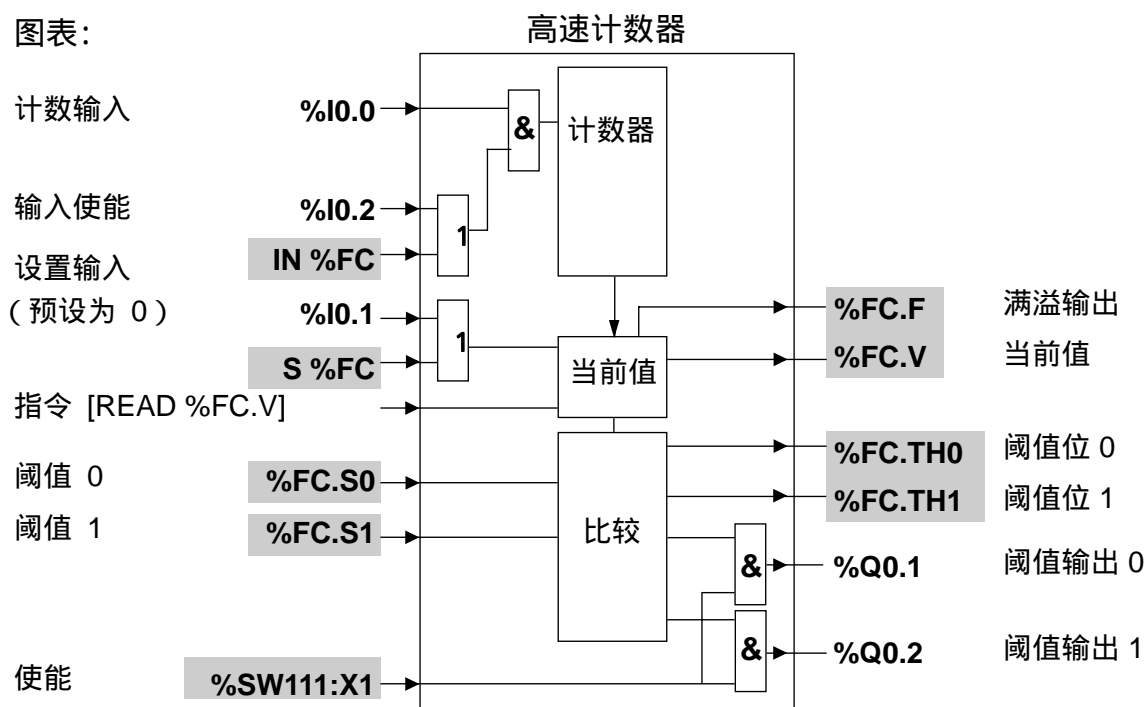 图表：
高速计数器
计数输入 %I0.0
& 计数器
输入使能 %I0.2
1
IN %FC
设置输入
（预设为 0） %I0.1
1
S %FC
当前值
%FC.F 满溢输出
%FC.V 当前值
指令 [READ %FC.V]
阈值 0 %FC.S0
阈值 1 %FC.S1
比较
%FC.TH0 阈值位 0
%FC.TH1 阈值位 1
& %Q0.1 阈值输出 0
& %Q0.2 阈值输出 1
使能 %SW111:X1